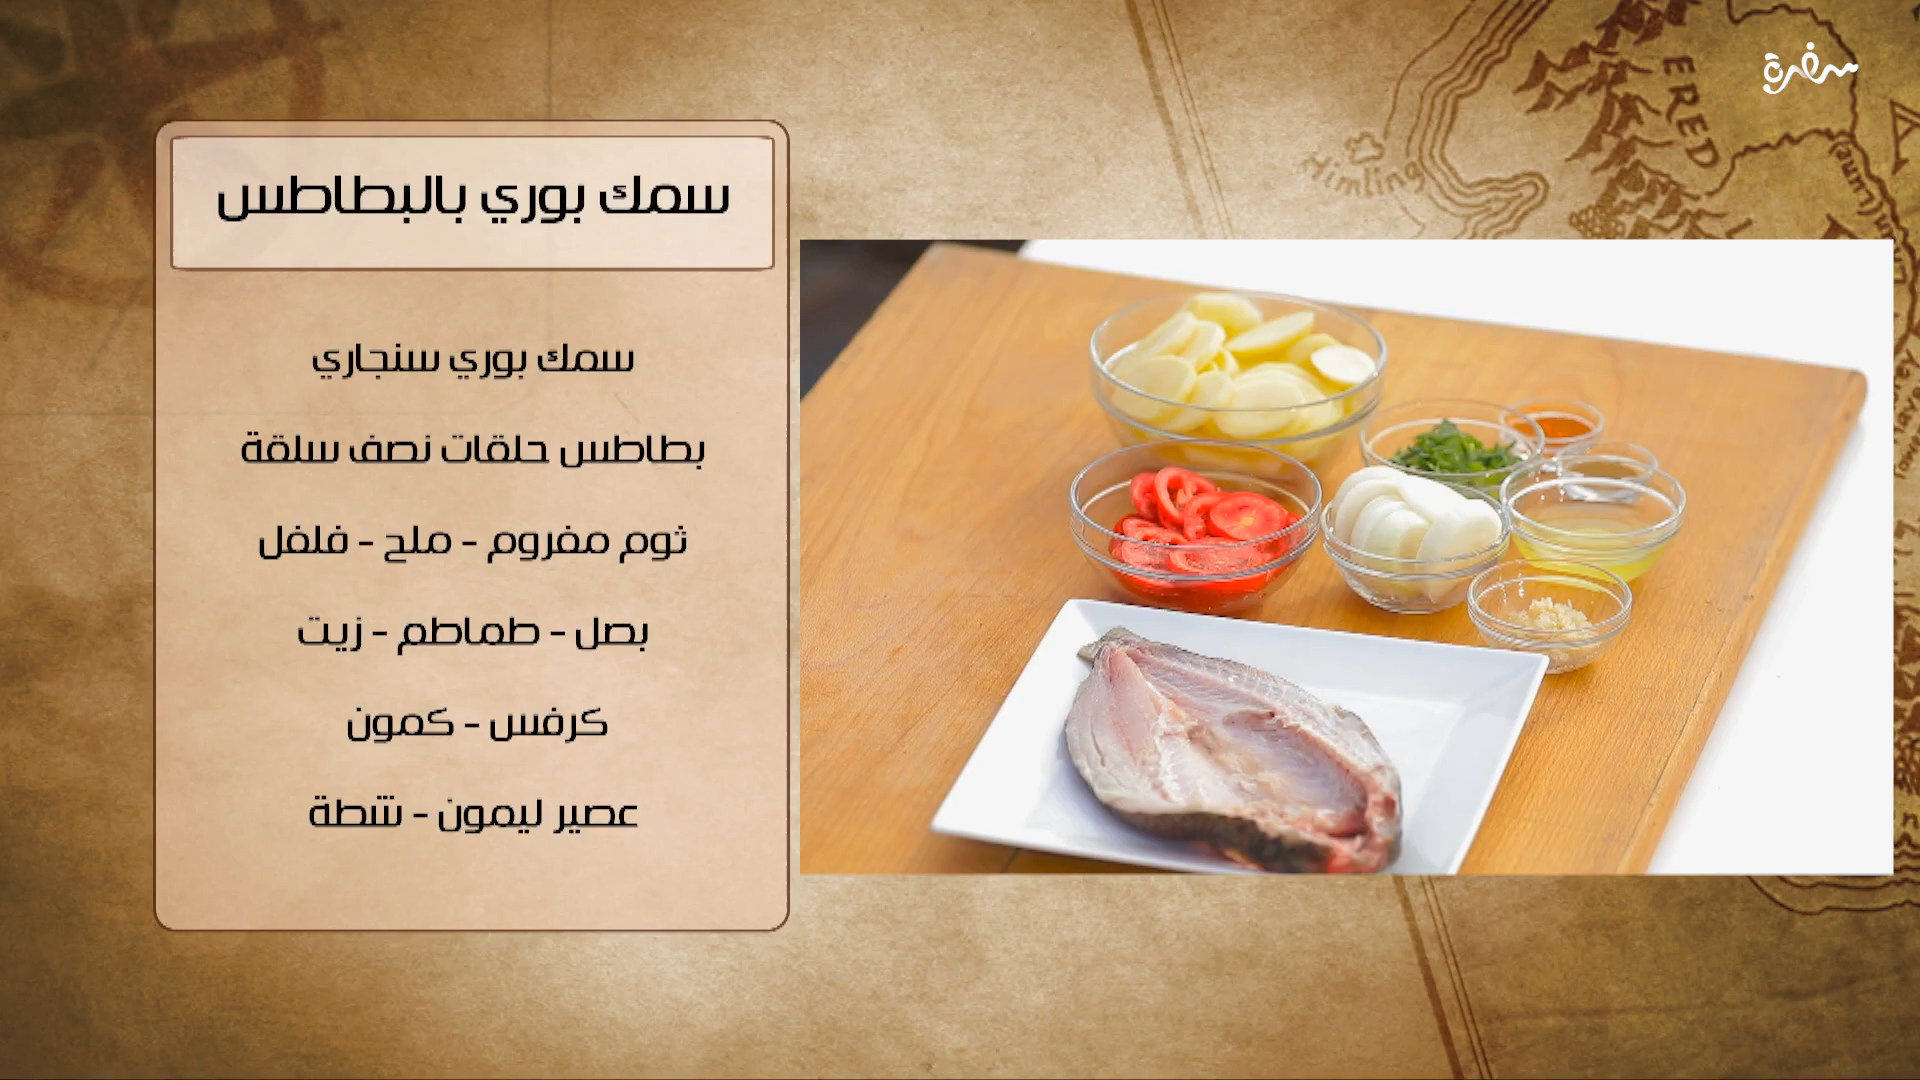 سفرة
سمك بوري بالبطاطس
سمك بوري سنجاري
بطاطس حلقات نصف سلقة
ثوم مفروم - ملح - فلفل
بصل - طماطم - زيت
كرفس - كمون
عصير ليمون - شطة
ERED
Himling